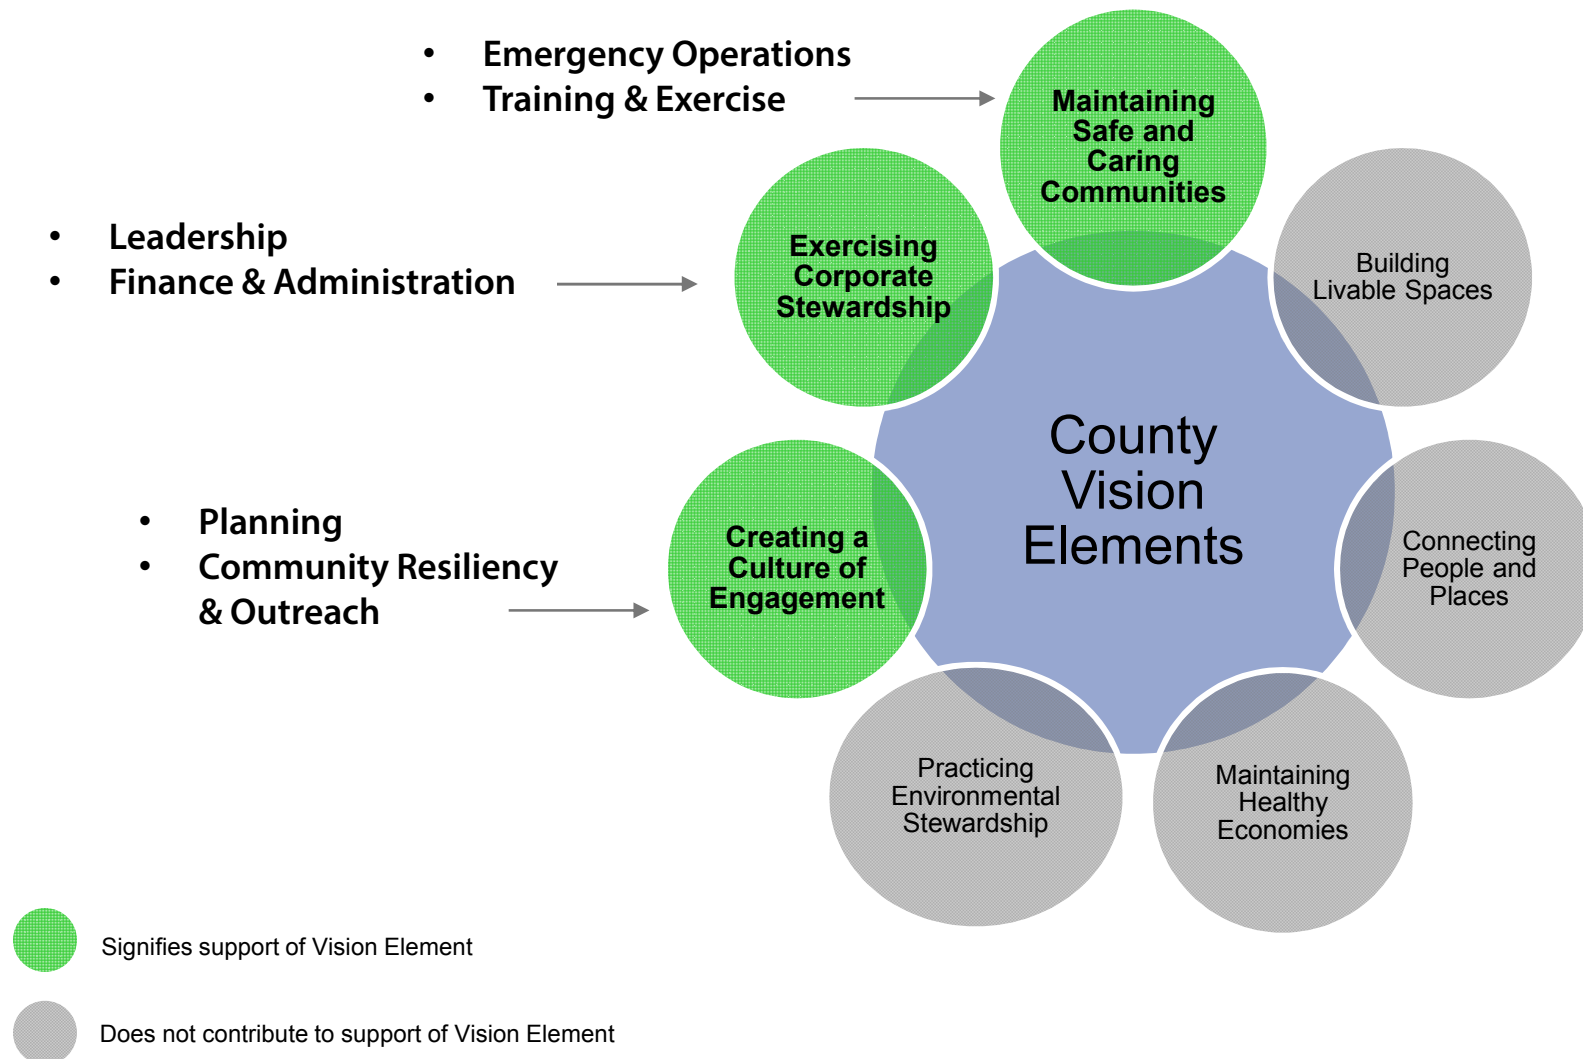 • Emergency Operations
• Training & Exercise
Maintaining
Safe and
Caring
Communities
• Leadership
• Finance & Administration
Exercising
Corporate
Stewardship
Building
Livable Spaces
County
Vision
Elements
• Planning
• Community Resiliency
& Outreach
Creating a
Culture of
Engagement
Connecting
People and
Places
Practicing
Environmental
Stewardship
Maintaining
Healthy
Economies
Signifies support of Vision Element
Does not contribute to support of Vision Element